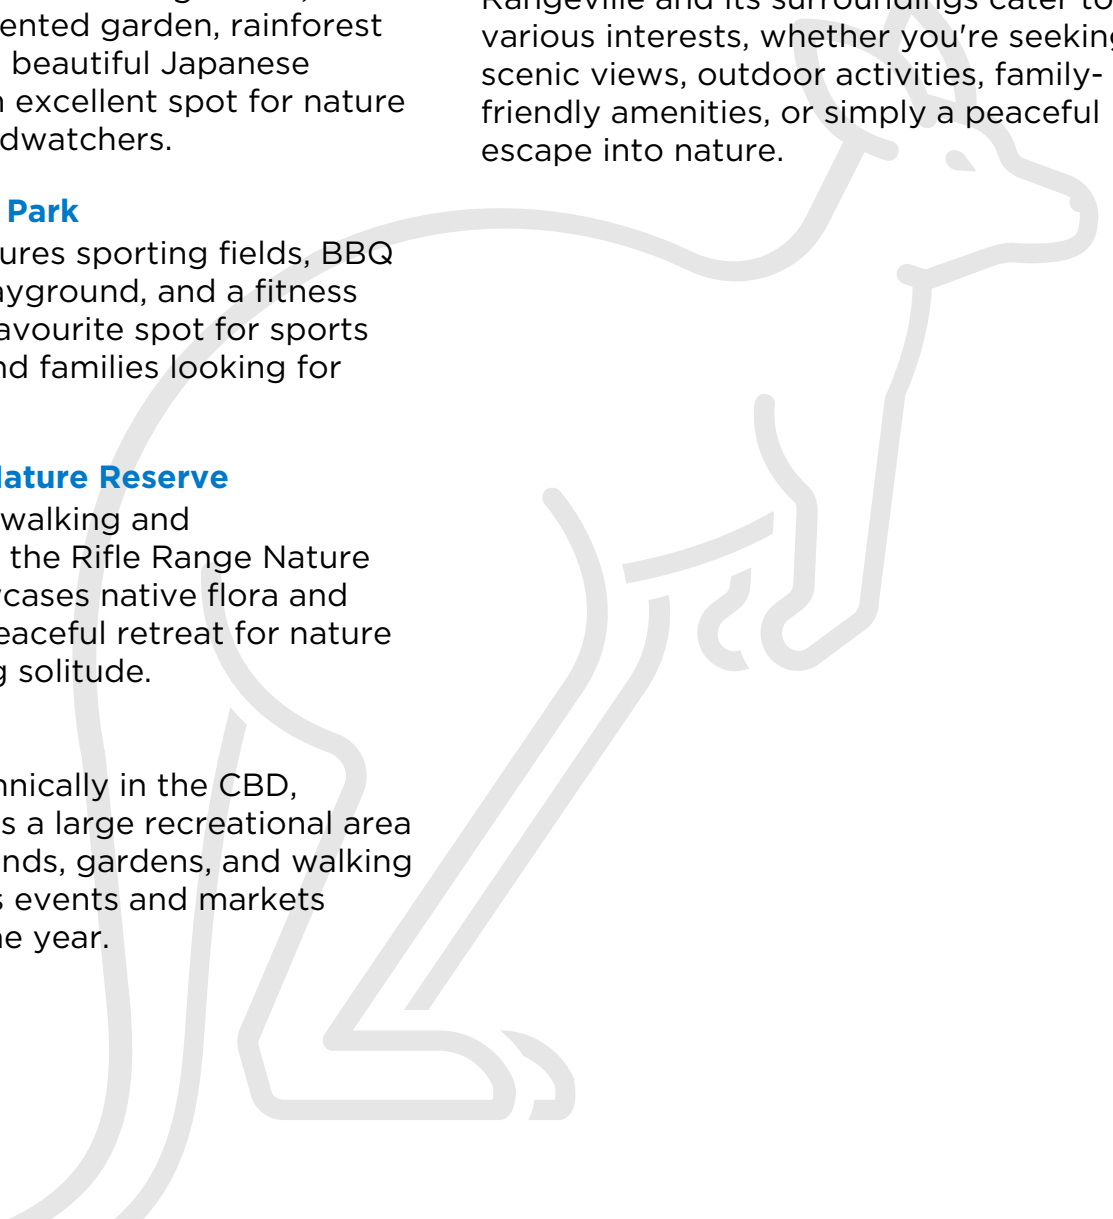 ented garden, rainforest
beautiful Japanese
excellent spot for nature
dwatchers.
Park
ures sporting fields, BBQ
ayground, and a fitness
avourite spot for sports
nd families looking for
ature Reserve
walking and
the Rifle Range Nature
cases native flora and
eaceful retreat for nature
g solitude.
hnically in the CBD,
s a large recreational area
nds, gardens, and walking
s events and markets
he year.
Rangeville and its surroundings cater to
various interests, whether you're seeking
scenic views, outdoor activities, family-
friendly amenities, or simply a peaceful
escape into nature.